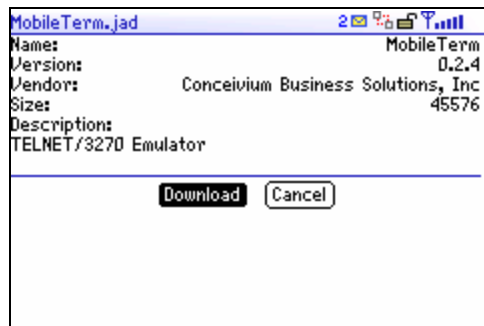 MobileTerm.jad 2
Name: MobileTerm
Version: 0.2.4
Vendor: Conceivium Business Solutions, Inc
Size: 45576
Description:
TELNET/3270 Emulator
Download Cancel